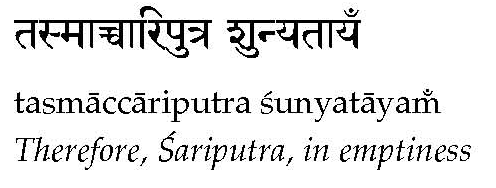 तस्माच्चारिपुत्र शुन्यतायँ
tasmāccāriputra śunyatāyam̐
Therefore, Śariputra, in emptiness